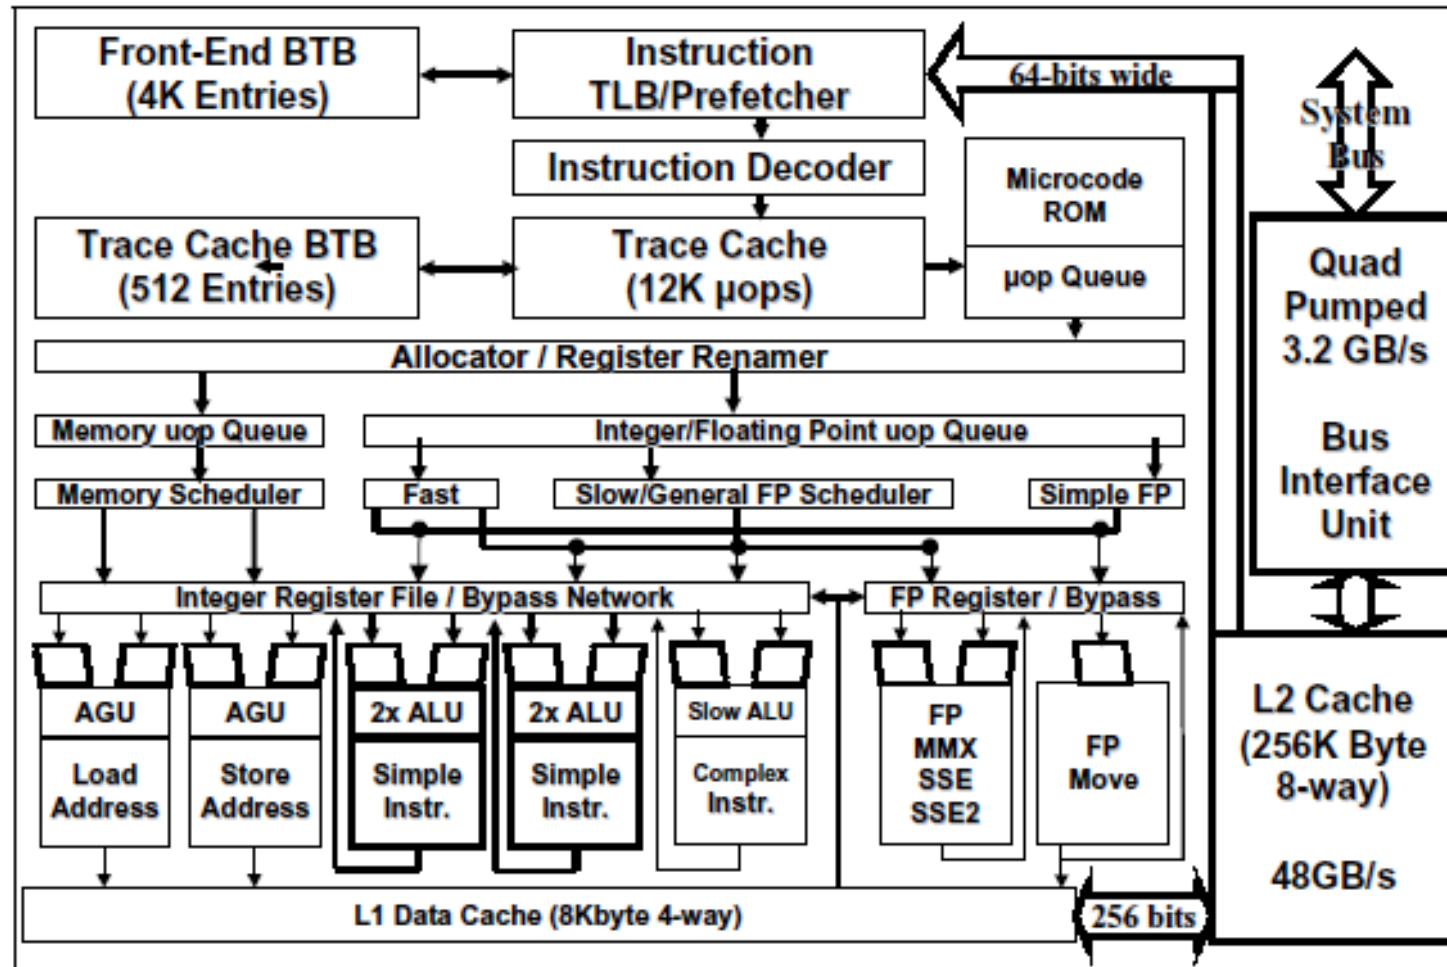 Front-End BTB
(4K Entries)
Instruction
TLB/Prefetcher
64-bits wide
System
Bus
Instruction Decoder
Microcode
ROM
Trace Cache BTB
(512 Entries)
Trace Cache
(12K µops)
µop Queue
Quad
Pumped
3.2 GB/s
Bus
Interface
Unit
Allocator / Register Renamer
Memory uop Queue
Integer/Floating Point uop Queue
Memory Scheduler
Fast
Slow/General FP Scheduler
Simple FP
Integer Register File / Bypass Network
FP Register / Bypass
AGU
Load
Address
AGU
Store
Address
2x ALU
Simple
Instr.
2x ALU
Simple
Instr.
Slow ALU
Complex
Instr.
FP
MMX
SSE
SSE2
FP
Move
L2 Cache
(256K Byte
8-way)
48GB/s
L1 Data Cache (8Kbyte 4-way)
256 bits